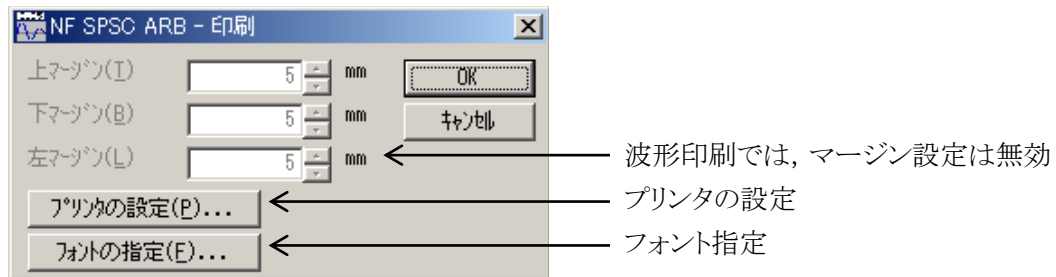 NF SPSC ARB - 印刷
上ﾏｰｼﾞﾝ(T) 5 mm OK
下ﾏｰｼﾞﾝ(B) 5 mm ｷｬﾝｾﾙ
左ﾏｰｼﾞﾝ(L) 5 mm 波形印刷では，マージン設定は無効
ﾌﾟﾘﾝﾀの設定(P)... プリンタの設定
ﾌｫﾝﾄの指定(F)... フォント指定